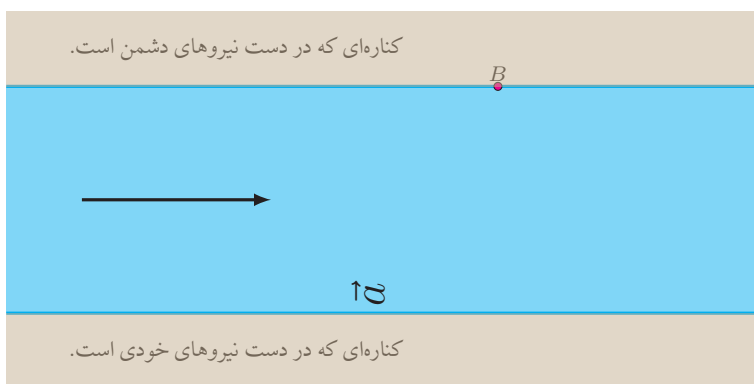 کناره‌ای که در دست نیروهای دشمن است.
B
a
کناره‌ای که در دست نیروهای خودی است.